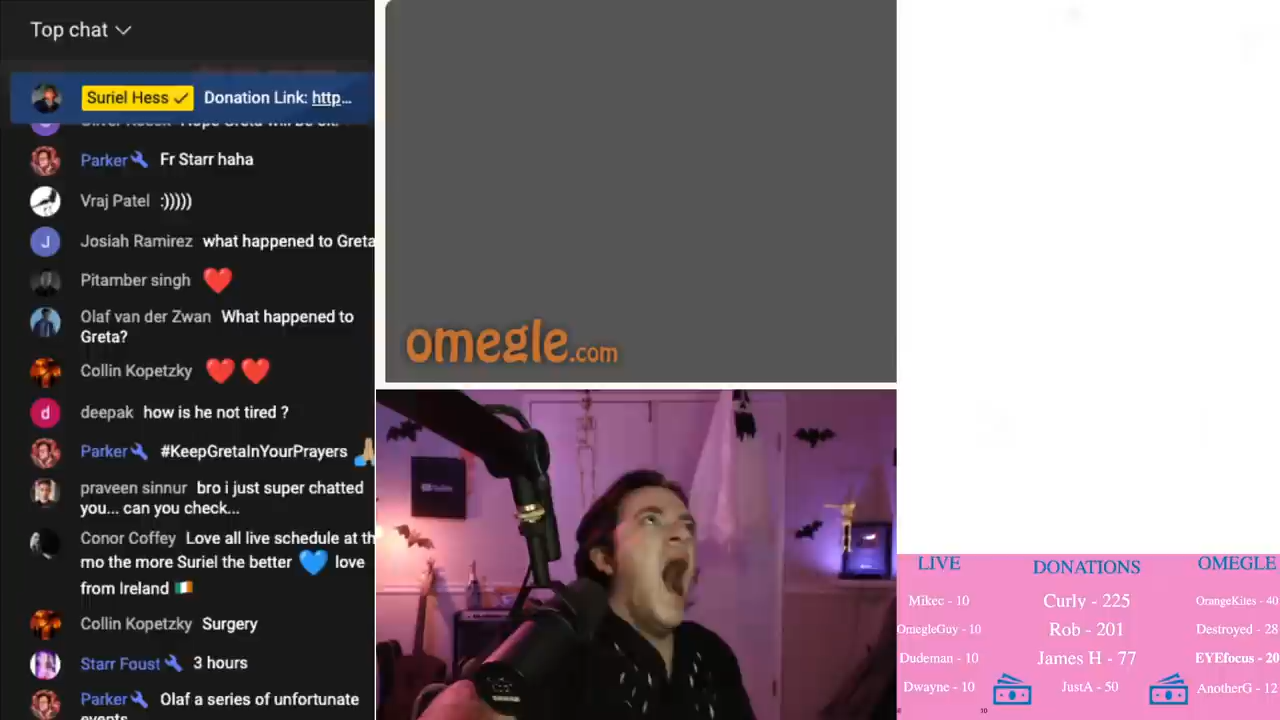 Top chat
Suriel Hess ✓ Donation Link: http...
Parker Fr Starr haha
Vraj Patel :)))))
Josiah Ramirez what happened to Greta
Pitamber singh ❤️
Olaf van der Zwan What happened to
Greta?
Collin Kopetzky ❤️ ❤️
deepak how is he not tired ?
Parker #KeepGretaInYourPrayers 🙏🏼
praveen sinnur bro i just super chatted
you... can you check...
Conor Coffey Love all live schedule at th
mo the more Suriel the better 💙 love
from Ireland 🇮🇪
Collin Kopetzky Surgery
Starr Foust 3 hours
Parker Olaf a series of unfortunate
events
J
d
omegle.com
LIVE
Mikec - 10
OmegleGuy - 10
Dudeman - 10
Dwayne - 10
DONATIONS
Curly - 225
Rob - 201
James H - 77
JustA - 50
OMEGLE
OrangeKites - 40
Destroyed - 28
EYEfocus - 20
AnotherG - 12